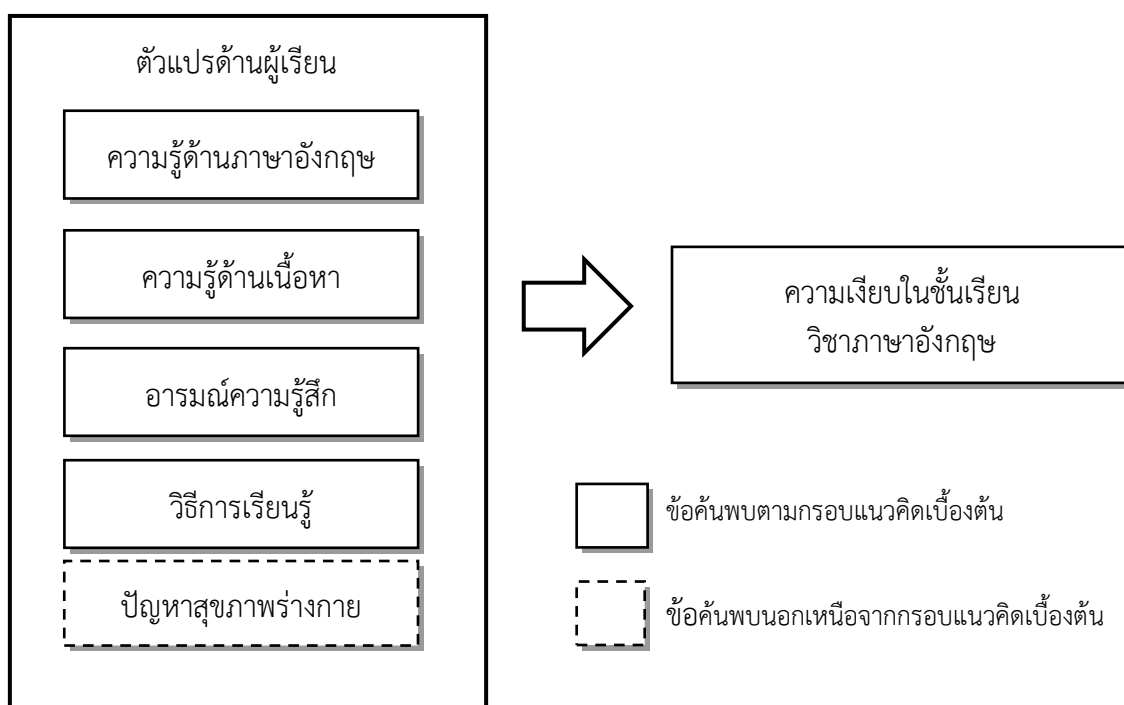 ตัวแปรด้านผู้เรียน
ความรู้ด้านภาษาอังกฤษ
ความรู้ด้านเนื้อหา
อารมณ์ความรู้สึก
วิธีการเรียนรู้
ปัญหาสุขภาพร่างกาย
ความเงียบในชั้นเรียน
วิชาภาษาอังกฤษ
ข้อค้นพบตามกรอบแนวคิดเบื้องต้น
ข้อค้นพบนอกเหนือจากกรอบแนวคิดเบื้องต้น